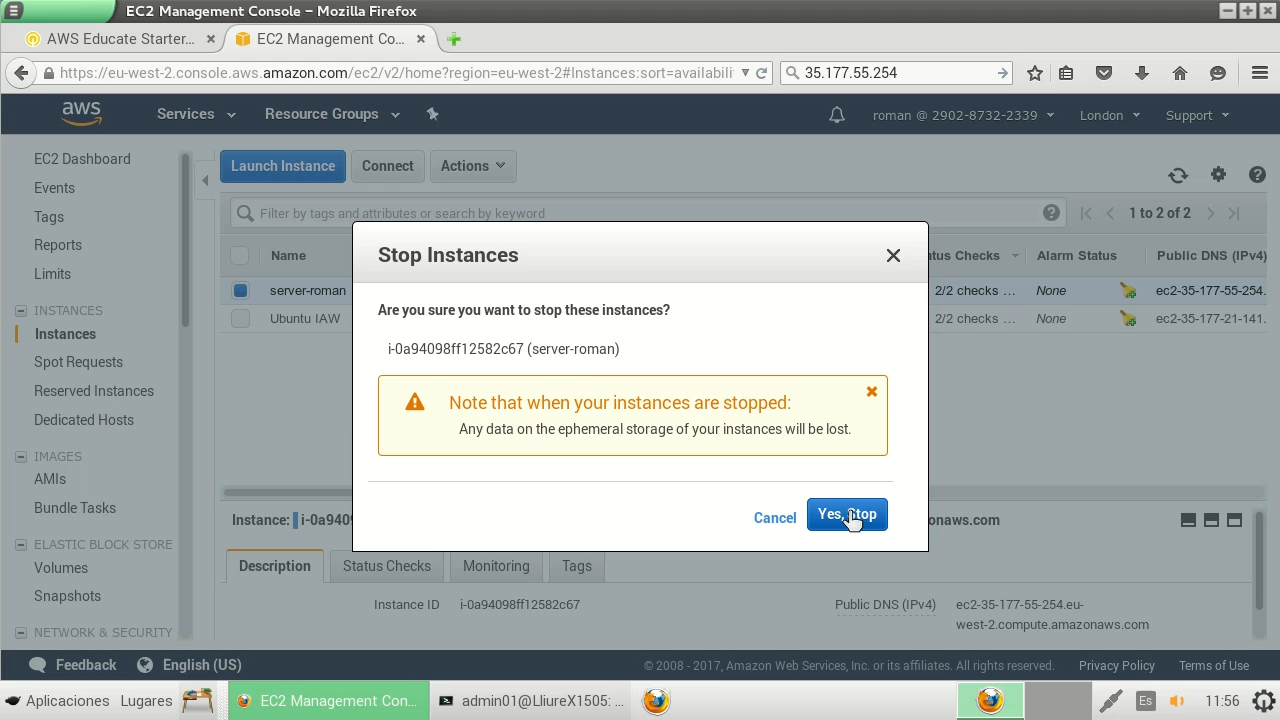 EC2 Management Console – Mozilla Firefox
AWS Educate Starter...
EC2 Management Co...
https://eu-west-2.console.aws.amazon.com/ec2/v2/home?region=eu-west-2#Instances:sort=availabili
35.177.55.254
aws
Services
Resource Groups
roman @ 2902-8732-2339
London
Support
EC2 Dashboard
Events
Tags
Reports
Limits
INSTANCES
Instances
Spot Requests
Reserved Instances
Dedicated Hosts
IMAGES
AMIs
Bundle Tasks
ELASTIC BLOCK STORE
Volumes
Snapshots
NETWORK & SECURITY
Launch Instance
Connect
Actions
Filter by tags and attributes or search by keyword
1 to 2 of 2
Name
tus Checks
Alarm Status
Public DNS (IPv4)
server-roman
2/2 checks ...
None
ec2-35-177-55-254.
Ubuntu IAW
2/2 checks ...
None
ec2-35-177-21-141.
Stop Instances
Are you sure you want to stop these instances?
i-0a94098ff12582c67 (server-roman)
Note that when your instances are stopped:
Any data on the ephemeral storage of your instances will be lost.
Cancel
Yes, Stop
Instance:
i-0a940
onaws.com
Description
Status Checks
Monitoring
Tags
Instance ID
i-0a94098ff12582c67
Public DNS (IPv4)
ec2-35-177-55-254.eu-
west-2.compute.amazonaws.com
Feedback
English (US)
© 2008 - 2017, Amazon Web Services, Inc. or its affiliates. All rights reserved.
Privacy Policy
Terms of Use
Aplicaciones
Lugares
EC2 Management Con...
admin01@LliureX1505: ...
Es
11:56